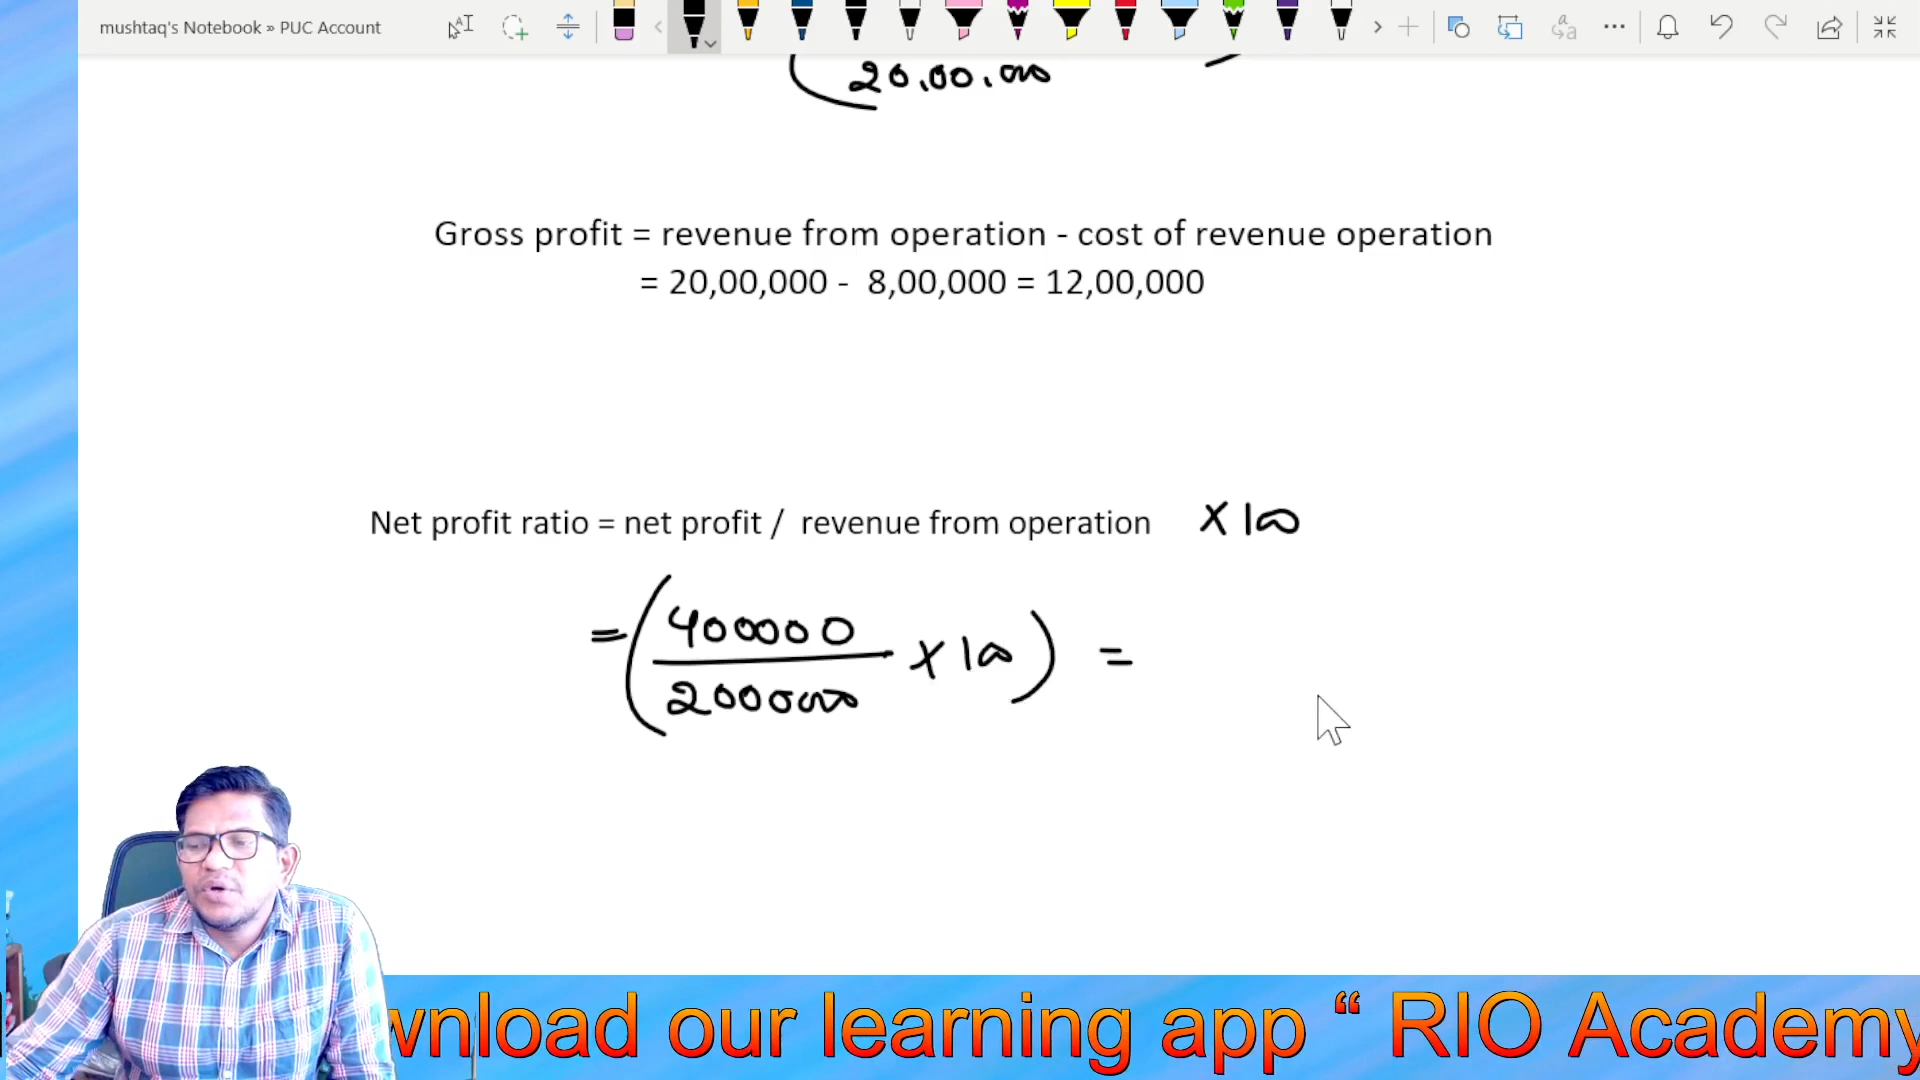 mushtaq's Notebook » PUC Account
20.00.000
Gross profit = revenue from operation - cost of revenue operation
= 20,00,000 - 8,00,000 = 12,00,000
Net profit ratio = net profit / revenue from operation X 100
= (400000 / 2000000 X 100) =
wnload our learning app “ RIO Academy